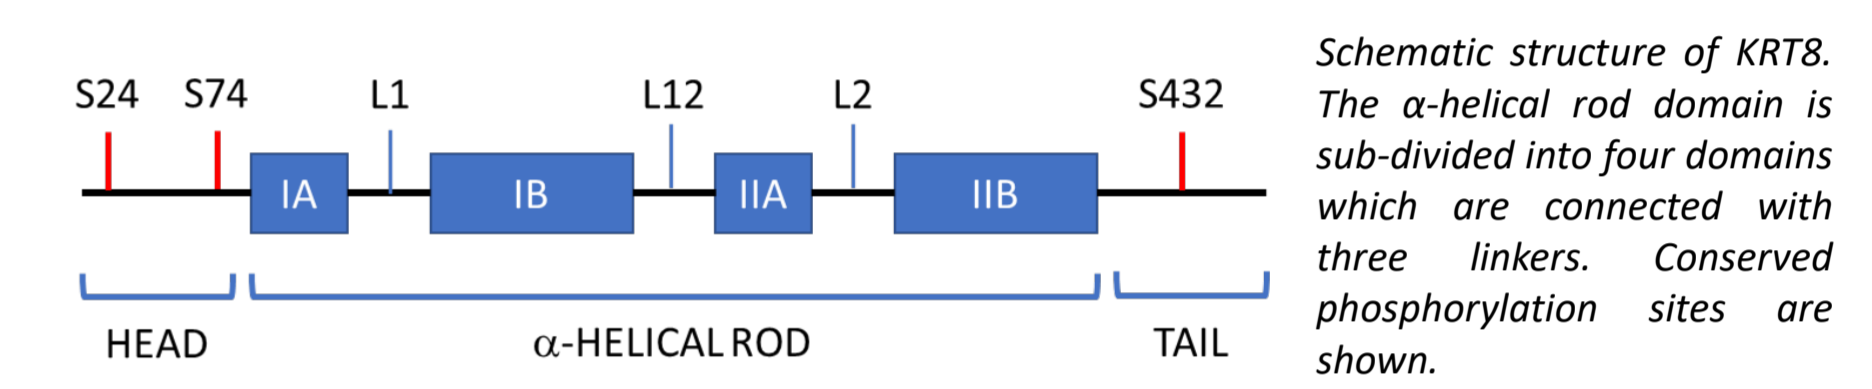 S24 S74 L1 L12 L2 S432
IA IB IIA IIB
HEAD α-HELICAL ROD TAIL
Schematic structure of KRT8.
The α-helical rod domain is
sub-divided into four domains
which are connected with
three linkers. Conserved
phosphorylation sites are
shown.